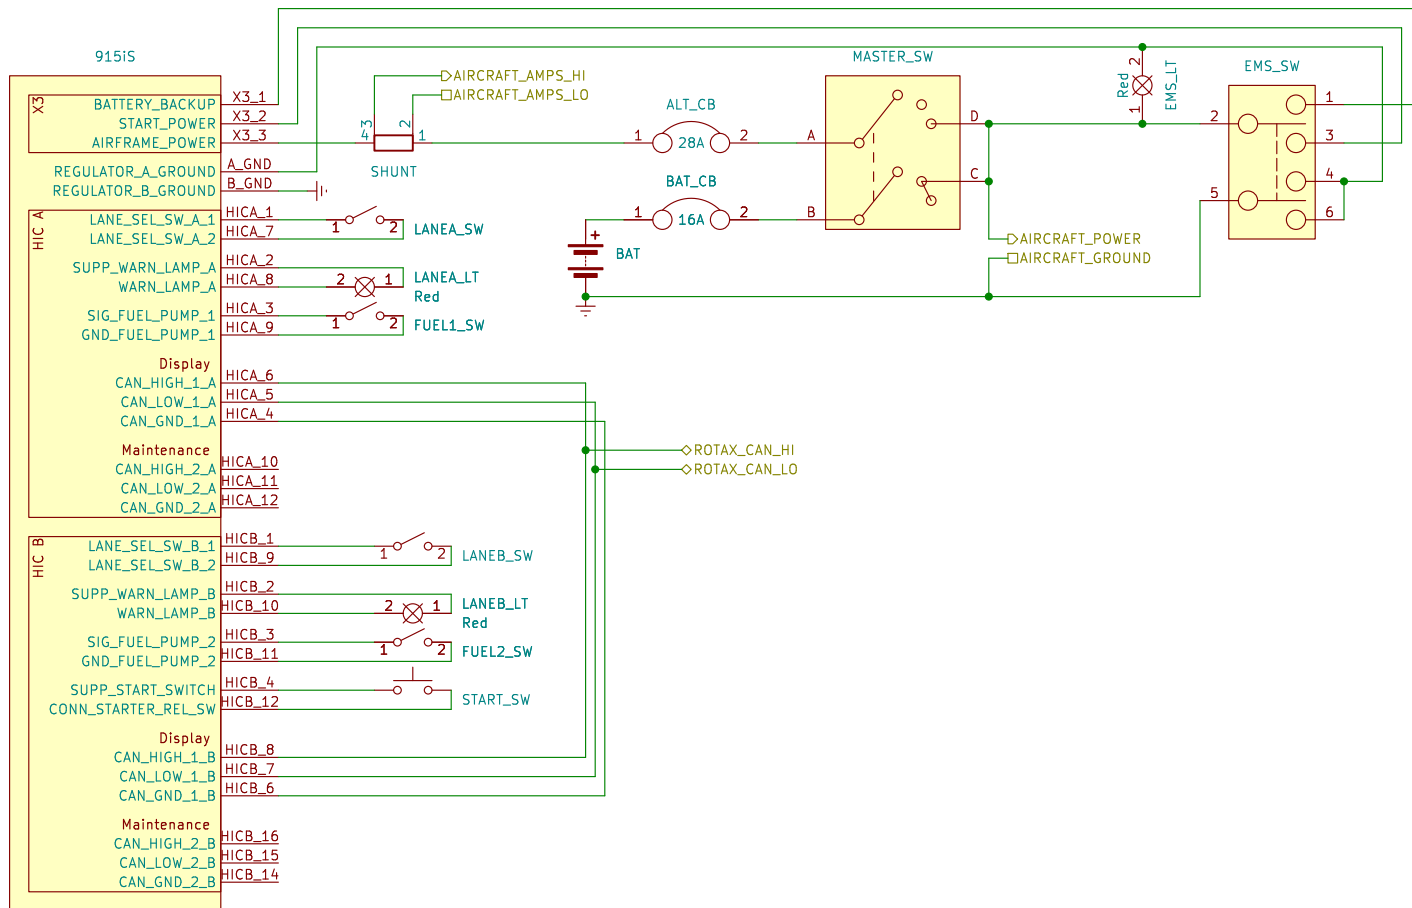 915iS
X3
BATTERY_BACKUP X3_1
START_POWER X3_2
AIRFRAME_POWER X3_3
REGULATOR_A_GROUND A_GND
REGULATOR_B_GROUND B_GND
HIC A
LANE_SEL_SW_A_1 HICA_1
LANE_SEL_SW_A_2 HICA_7
SUPP_WARN_LAMP_A HICA_2
WARN_LAMP_A HICA_8
SIG_FUEL_PUMP_1 HICA_3
GND_FUEL_PUMP_1 HICA_9
Display
CAN_HIGH_1_A HICA_6
CAN_LOW_1_A HICA_5
CAN_GND_1_A HICA_4
Maintenance
CAN_HIGH_2_A HICA_10
CAN_LOW_2_A HICA_11
CAN_GND_2_A HICA_12
HIC B
LANE_SEL_SW_B_1 HICB_1
LANE_SEL_SW_B_2 HICB_9
SUPP_WARN_LAMP_B HICB_2
WARN_LAMP_B HICB_10
SIG_FUEL_PUMP_2 HICB_3
GND_FUEL_PUMP_2 HICB_11
SUPP_START_SWITCH HICB_4
CONN_STARTER_REL_SW HICB_12
Display
CAN_HIGH_1_B HICB_8
CAN_LOW_1_B HICB_7
CAN_GND_1_B HICB_6
Maintenance
CAN_HIGH_2_B HICB_16
CAN_LOW_2_B HICB_15
CAN_GND_2_B HICB_14
AIRCRAFT_AMPS_HI
AIRCRAFT_AMPS_LO
3 2
4 1
SHUNT
1 2
LANEA_SW
2 1
LANEA_LT
Red
1 2
FUEL1_SW
ROTAX_CAN_HI
ROTAX_CAN_LO
1 2
LANEB_SW
2 1
LANEB_LT
Red
1 2
FUEL2_SW
START_SW
ALT_CB
1 28A 2
BAT_CB
1 16A 2
+
BAT
MASTER_SW
A D
C
B
AIRCRAFT_POWER
AIRCRAFT_GROUND
2
Red EMS_LT
1
EMS_SW
1
2
3
4
5
6